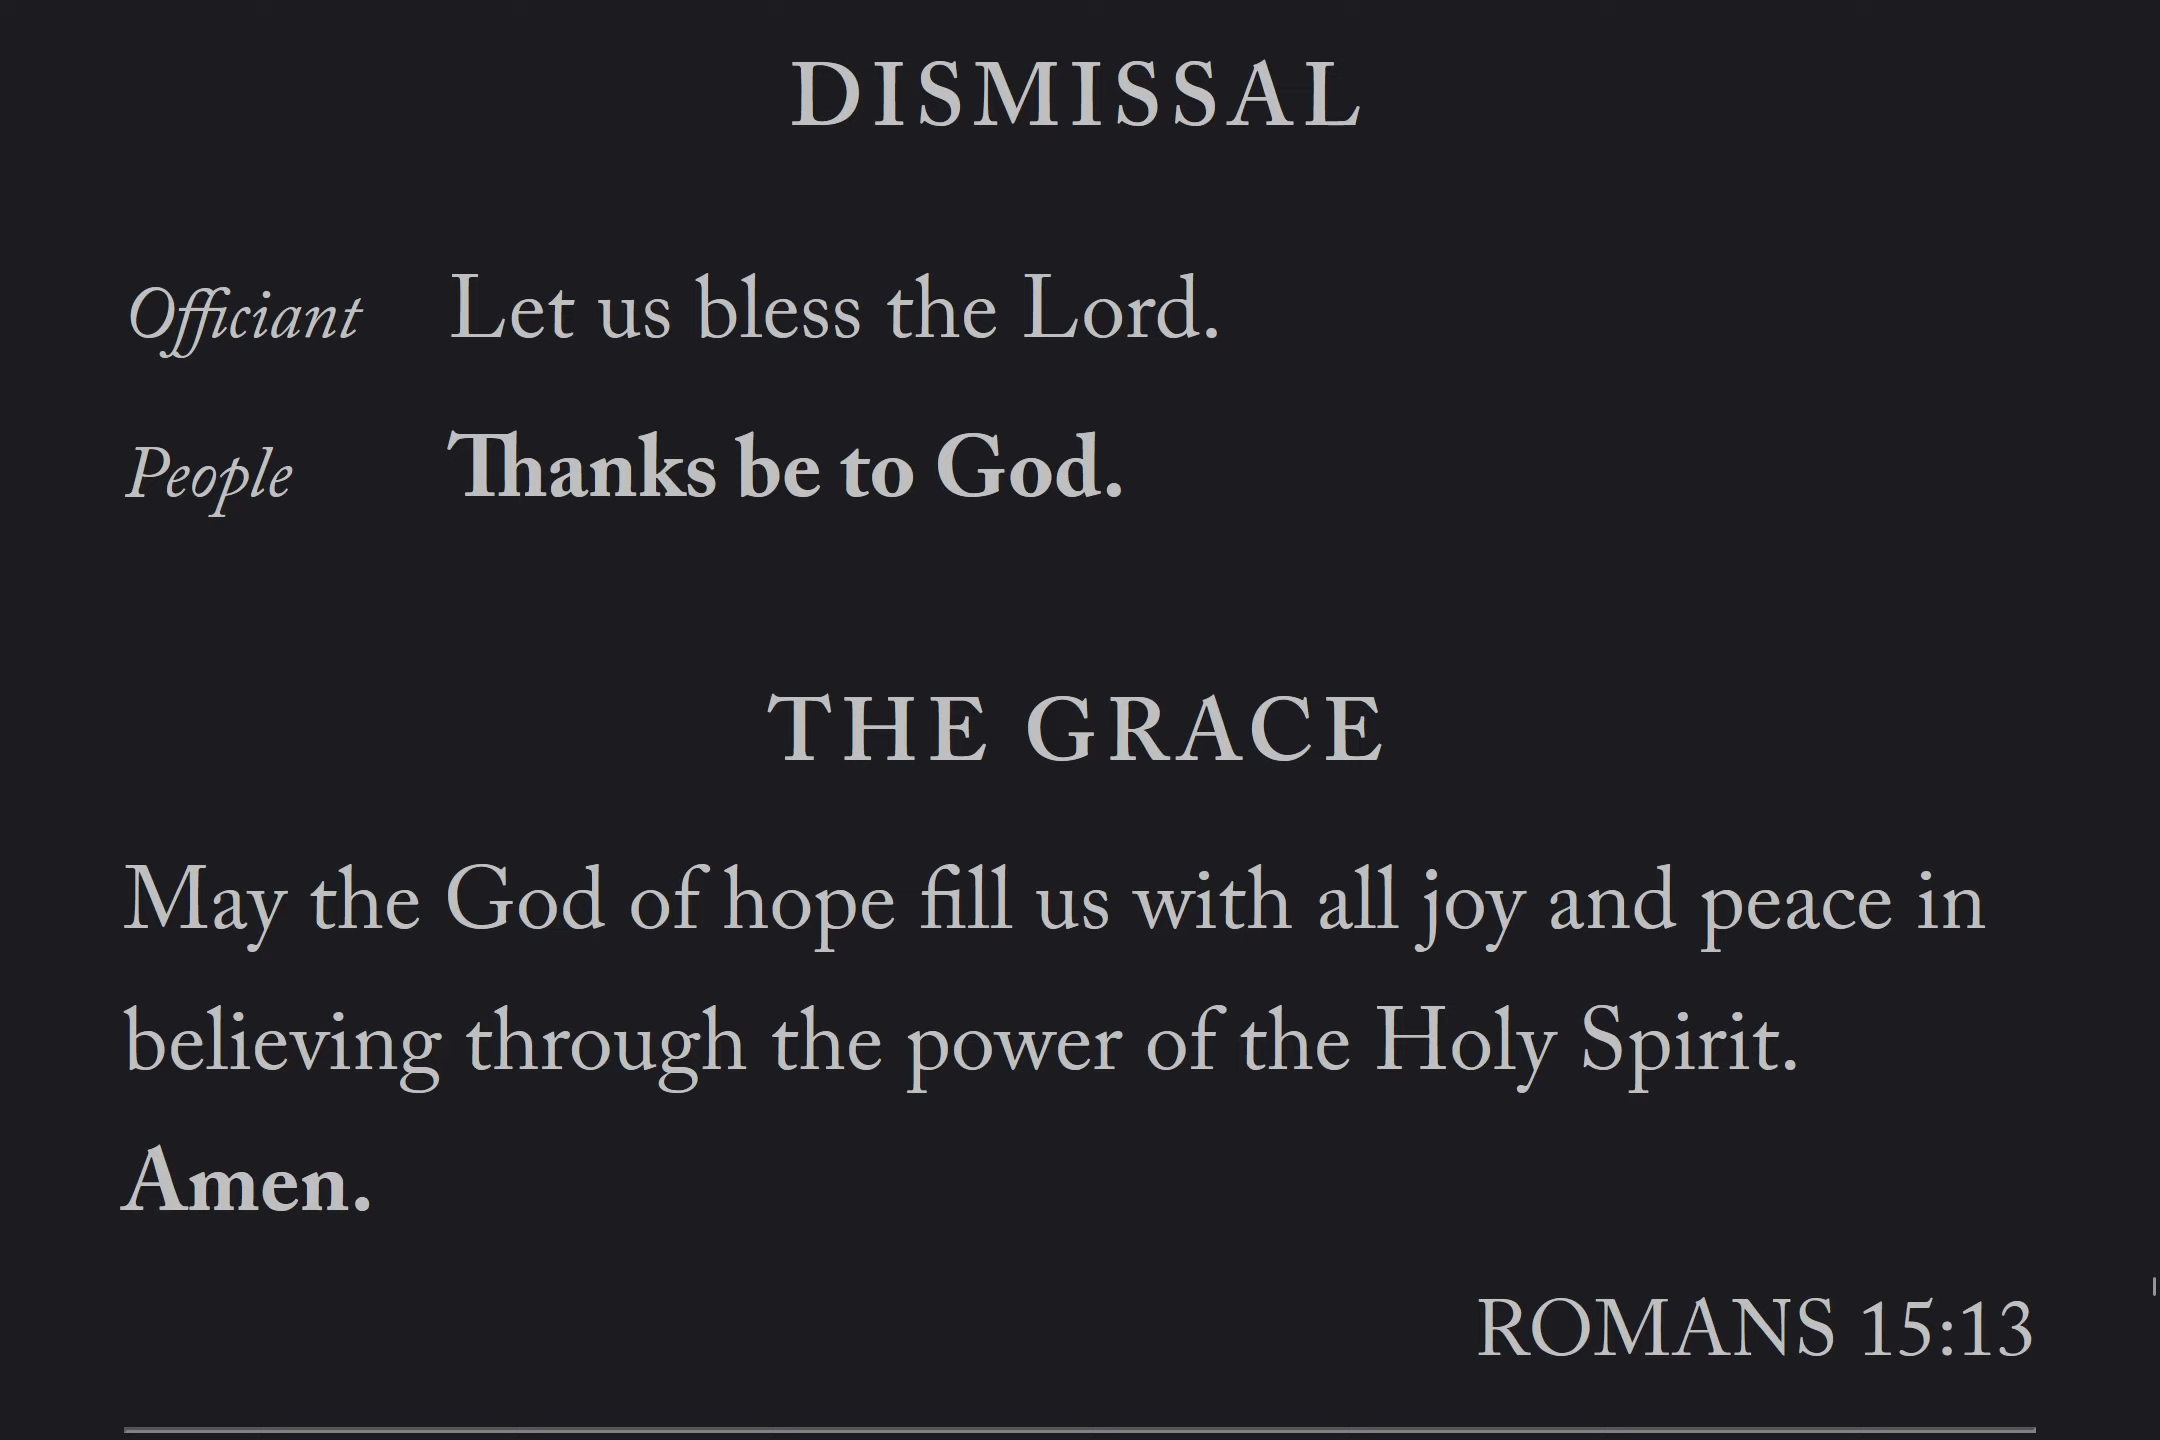 DISMISSAL
Officiant Let us bless the Lord.
People Thanks be to God.
THE GRACE
May the God of hope fill us with all joy and peace in
believing through the power of the Holy Spirit.
Amen.
ROMANS 15:13